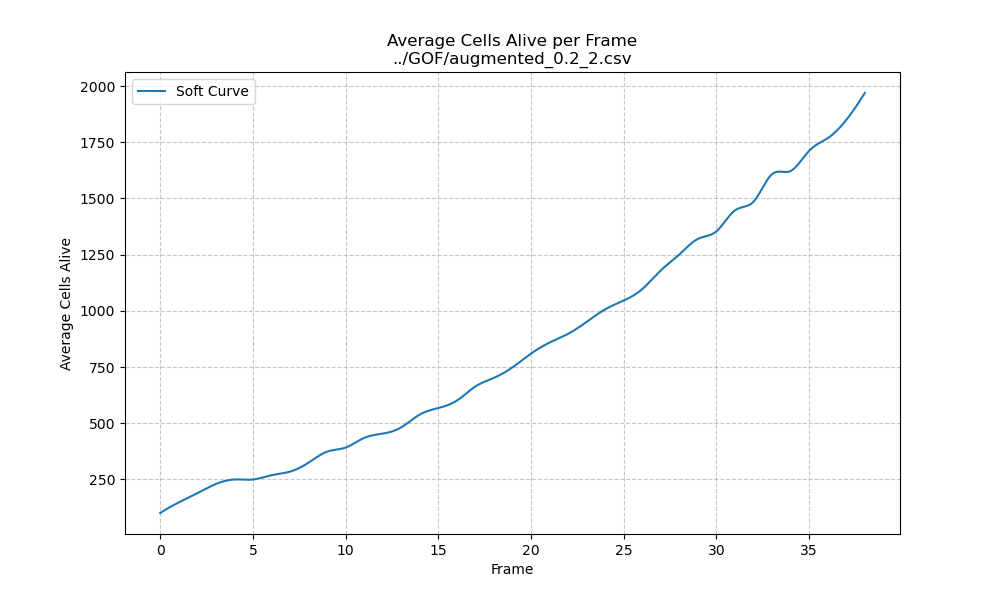 Average Cells Alive per Frame
../GOF/augmented_0.2_2.csv
Soft Curve
Average Cells Alive
2000
1750
1500
1250
1000
750
500
250
0 5 10 15 20 25 30 35
Frame